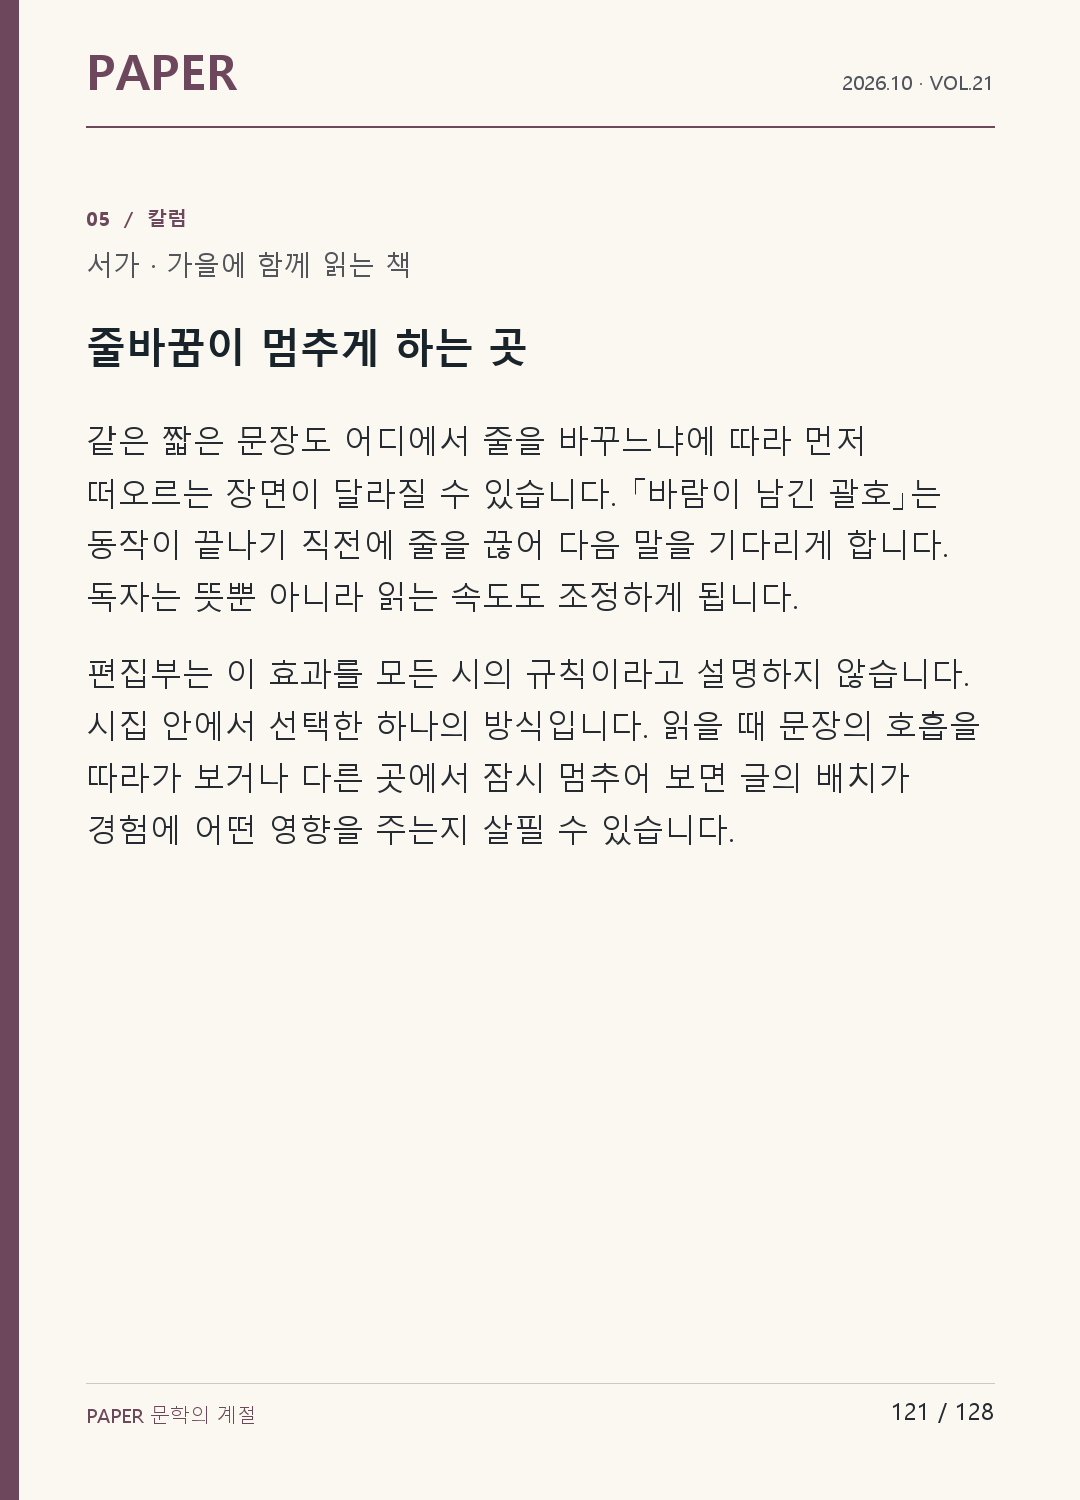 PAPER
2026.10 · VOL.21
05 / 칼럼
서가 · 가을에 함께 읽는 책
줄바꿈이 멈추게 하는 곳
같은 짧은 문장도 어디에서 줄을 바꾸느냐에 따라 먼저
떠오르는 장면이 달라질 수 있습니다. 「바람이 남긴 괄호」는
동작이 끝나기 직전에 줄을 끊어 다음 말을 기다리게 합니다.
독자는 뜻뿐 아니라 읽는 속도도 조정하게 됩니다.
편집부는 이 효과를 모든 시의 규칙이라고 설명하지 않습니다.
시집 안에서 선택한 하나의 방식입니다. 읽을 때 문장의 호흡을
따라가 보거나 다른 곳에서 잠시 멈추어 보면 글의 배치가
경험에 어떤 영향을 주는지 살필 수 있습니다.
PAPER 문학의 계절
121 / 128